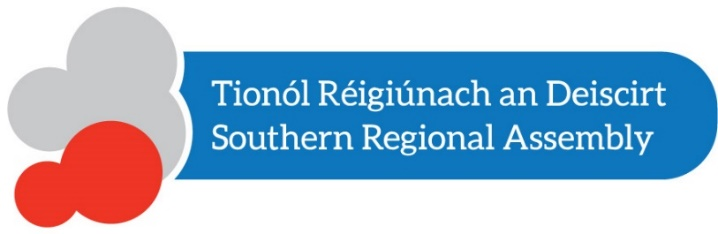 Tionól Réigiúnach an Deiscirt
Southern Regional Assembly